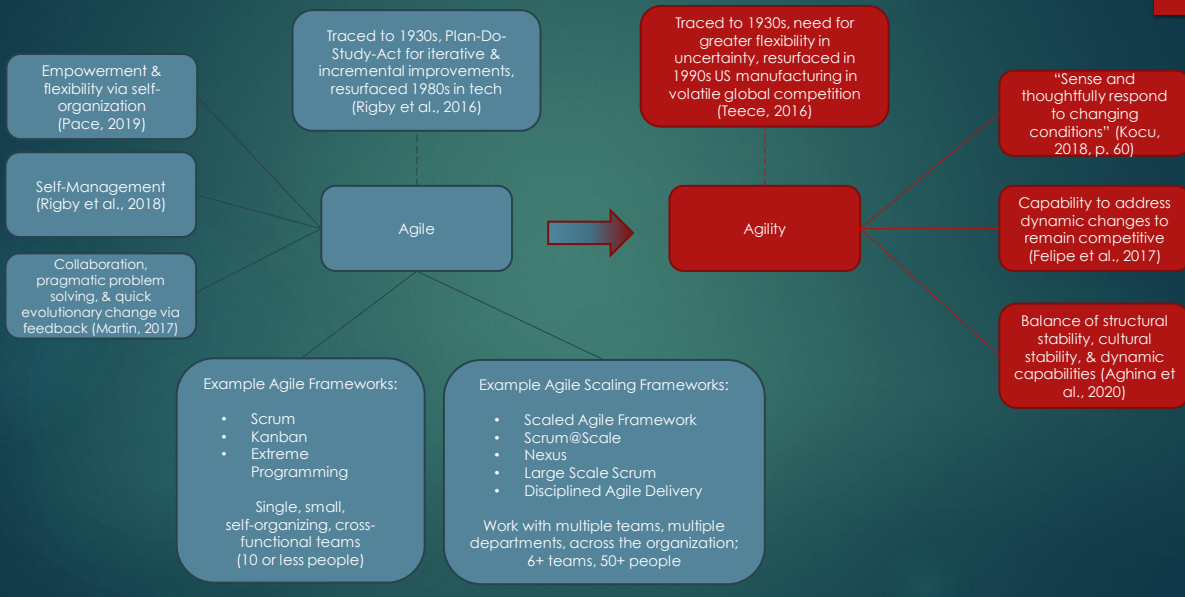 Traced to 1930s, Plan-Do-
Study-Act for iterative &
incremental improvements,
resurfaced 1980s in tech
(Rigby et al., 2016)
Traced to 1930s, need for
greater flexibility in
uncertainty, resurfaced in
1990s US manufacturing in
volatile global competition
(Teece, 2016)
Empowerment &
flexibility via self-
organization
(Pace, 2019)
Self-Management
(Rigby et al., 2018)
Collaboration,
pragmatic problem
solving, & quick
evolutionary change via
feedback (Martin, 2017)
Agile
Agility
“Sense and
thoughtfully respond
to changing
conditions” (Kocu,
2018, p. 60)
Capability to address
dynamic changes to
remain competitive
(Felipe et al., 2017)
Balance of structural
stability, cultural
stability, & dynamic
capabilities (Aghina et
al., 2020)
Example Agile Frameworks:
• Scrum
• Kanban
• Extreme
Programming
Single, small,
self-organizing, cross-
functional teams
(10 or less people)
Example Agile Scaling Frameworks:
• Scaled Agile Framework
• Scrum@Scale
• Nexus
• Large Scale Scrum
• Disciplined Agile Delivery
Work with multiple teams, multiple
departments, across the organization;
6+ teams, 50+ people